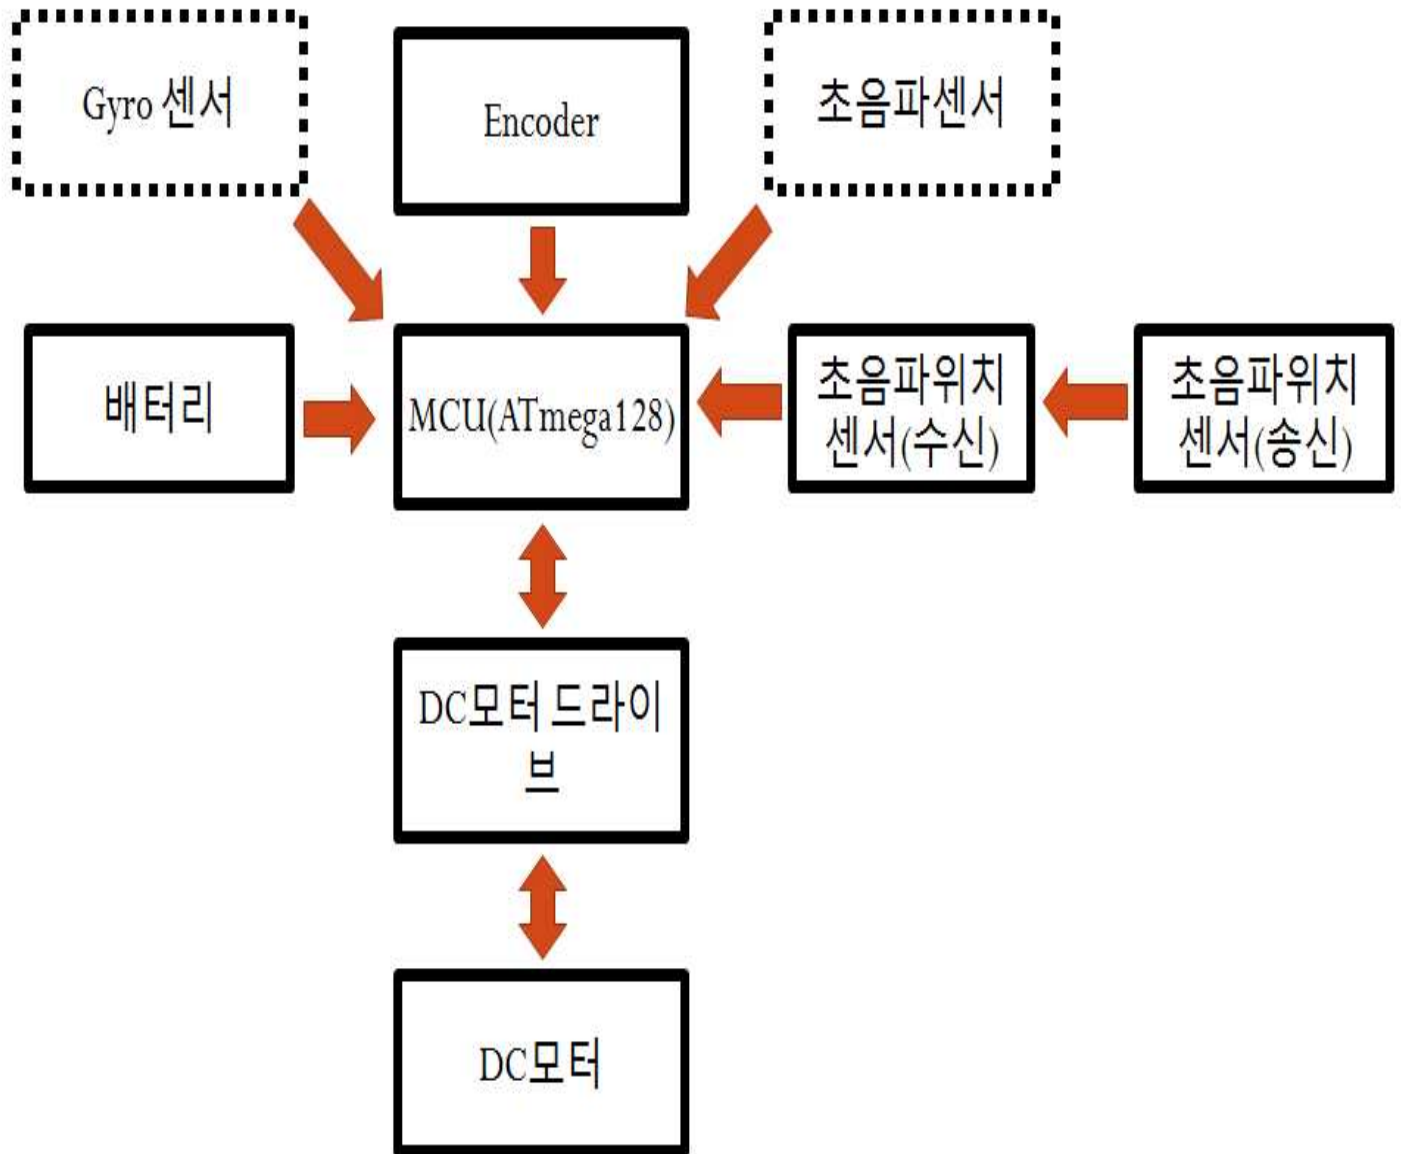 Gyro 센서
Encoder
초음파센서
배터리
MCU(ATmega128)
초음파위치
센서(수신)
초음파위치
센서(송신)
DC모터 드라이
브
DC모터